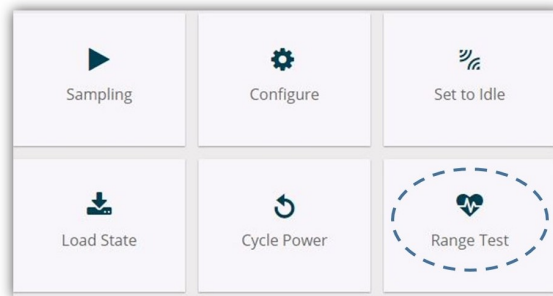 Sampling
Configure
Set to Idle
Load State
Cycle Power
Range Test